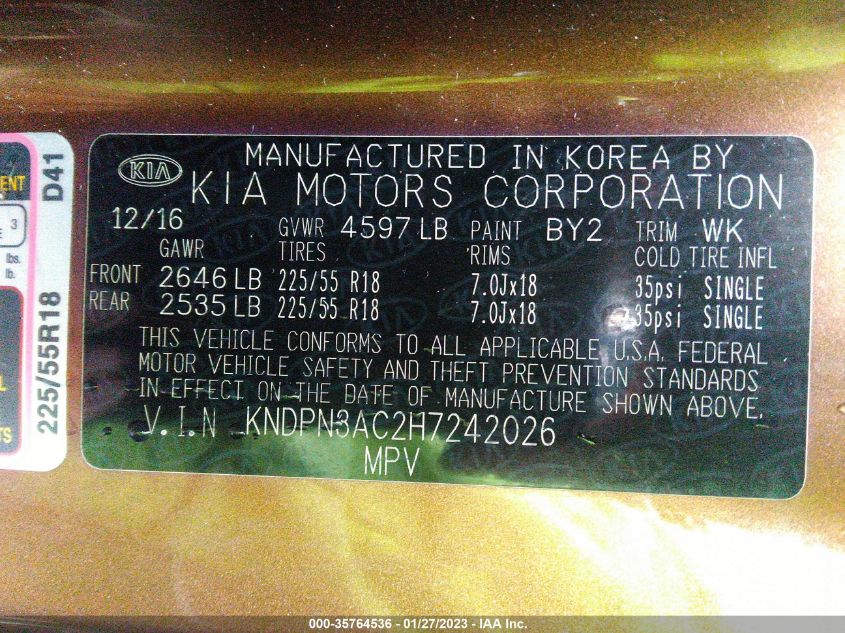 MANUFACTURED IN KOREA BY
KIA
KIA MOTORS CORPORATION
12/16 GVWR 4597 LB PAINT BY2 TRIM WK
GAWR TIRES RIMS COLD TIRE INFL
FRONT 2646 LB 225/55 R18 7.0Jx18 35psi SINGLE
REAR 2535 LB 225/55 R18 7.0Jx18 35psi SINGLE
THIS VEHICLE CONFORMS TO ALL APPLICABLE U.S.A. FEDERAL
MOTOR VEHICLE SAFETY AND THEFT PREVENTION STANDARDS
IN EFFECT ON THE DATE OF MANUFACTURE SHOWN ABOVE.
V.I.N KNDPN3AC2H7242026
MPV
225/55R18 D41
3
lbs.
lb.
000-35764536 - 01/27/2023 - IAA Inc.